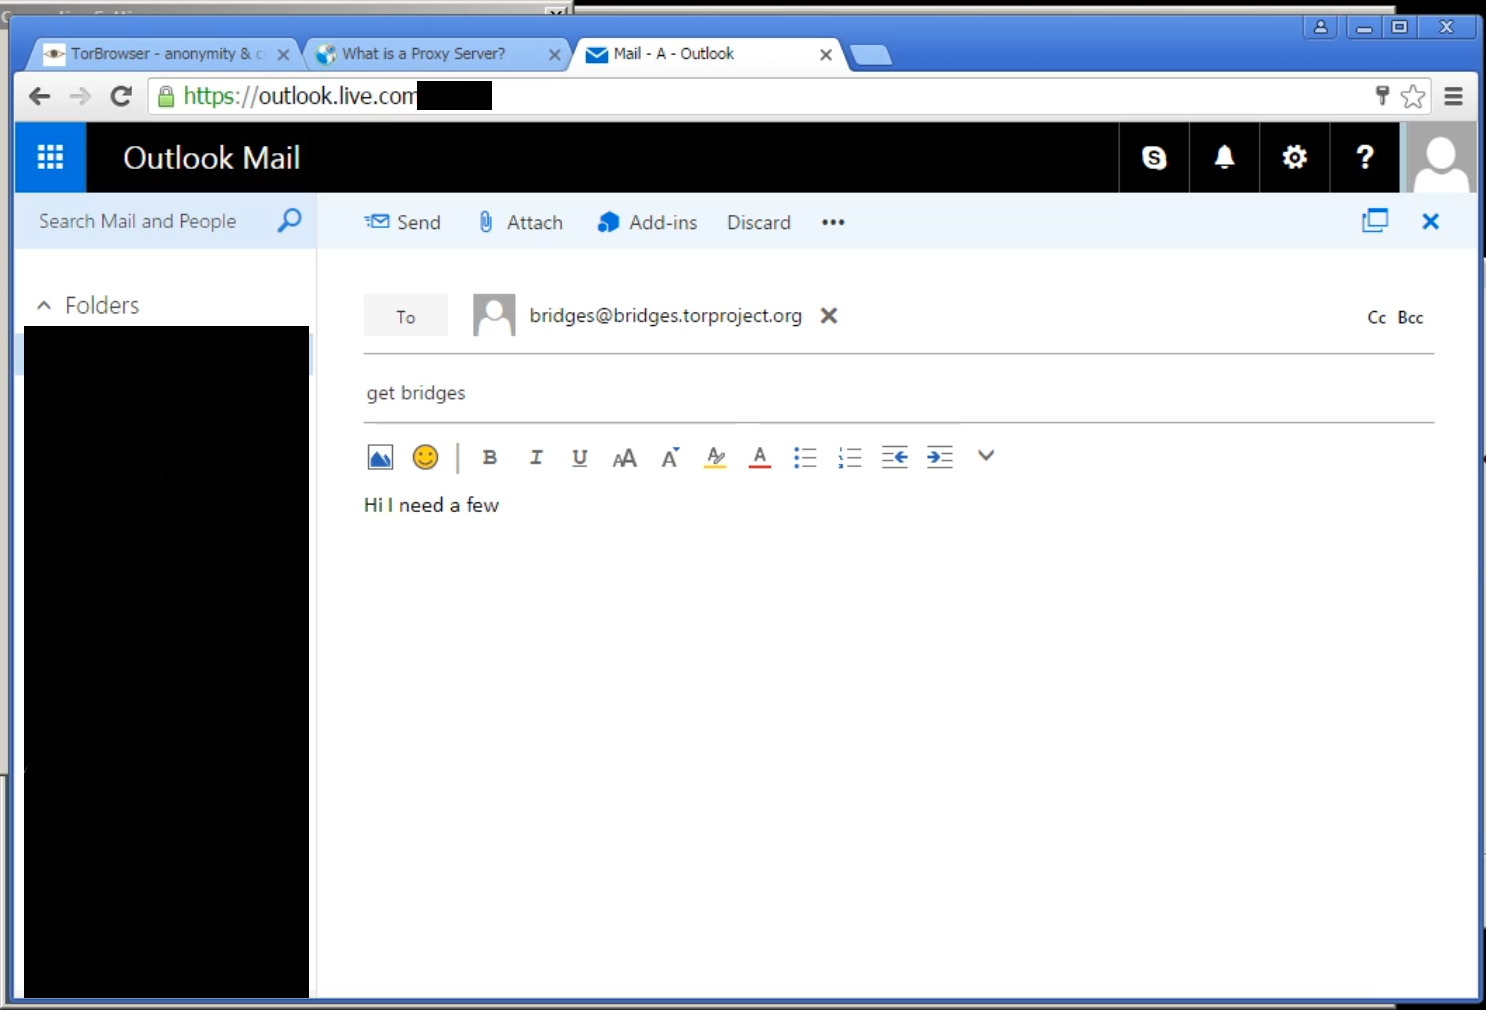 TorBrowser - anonymity & c
What is a Proxy Server?
Mail - A - Outlook
https://outlook.live.com
Outlook Mail
Search Mail and People
Send
Attach
Add-ins
Discard
Folders
To
bridges@bridges.torproject.org
Cc Bcc
get bridges
Hi I need a few